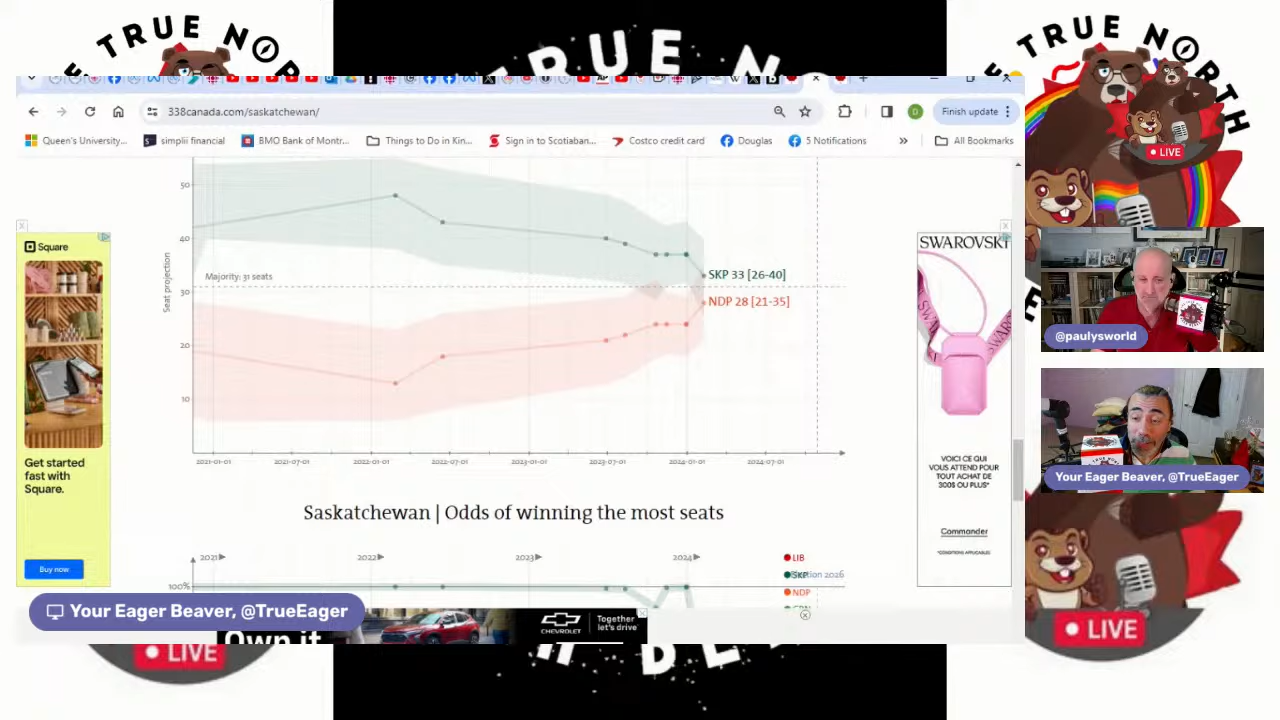 TRUE NO
338canada.com/saskatchewan/
D
Finish update
Queen's University...
simplii financial
BMO Bank of Montr...
Things to Do in Kin...
Sign in to Scotiaban...
Costco credit card
Douglas
5 Notifications
»
All Bookmarks
TRUE NORTH
LIVE
Square
Get started
fast with
Square.
Buy now
Seat projection
50
40
30
20
10
Majority: 31 seats
SKP 33 [26-40]
NDP 28 [21-35]
2021-01-01
2021-07-01
2022-01-01
2022-07-01
2023-01-01
2023-07-01
2024-01-01
2024-07-01
Saskatchewan | Odds of winning the most seats
2021
2022
2023
2024
100%
LIB
SKP
NDP
SWAROVSKI
VOICI CE QUI
VOUS ATTEND POUR
TOUT ACHAT DE
300$ OU PLUS*
Commander
*CONDITIONS APPLICABLES
@paulysworld
Your Eager Beaver, @TrueEager
Your Eager Beaver, @TrueEager
Own it
CHEVROLET
Together
let's drive
LIVE
LIVE